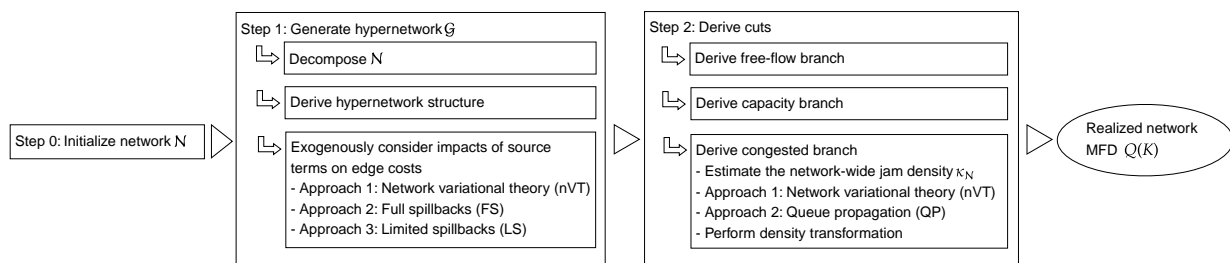 Step 0: Initialize network N
Step 1: Generate hypernetwork G
Decompose N
Derive hypernetwork structure
Exogenously consider impacts of source
terms on edge costs
- Approach 1: Network variational theory (nVT)
- Approach 2: Full spillbacks (FS)
- Approach 3: Limited spillbacks (LS)
Step 2: Derive cuts
Derive free-flow branch
Derive capacity branch
Derive congested branch
- Estimate the network-wide jam density κN
- Approach 1: Network variational theory (nVT)
- Approach 2: Queue propagation (QP)
- Perform density transformation
Realized network
MFD Q(K)